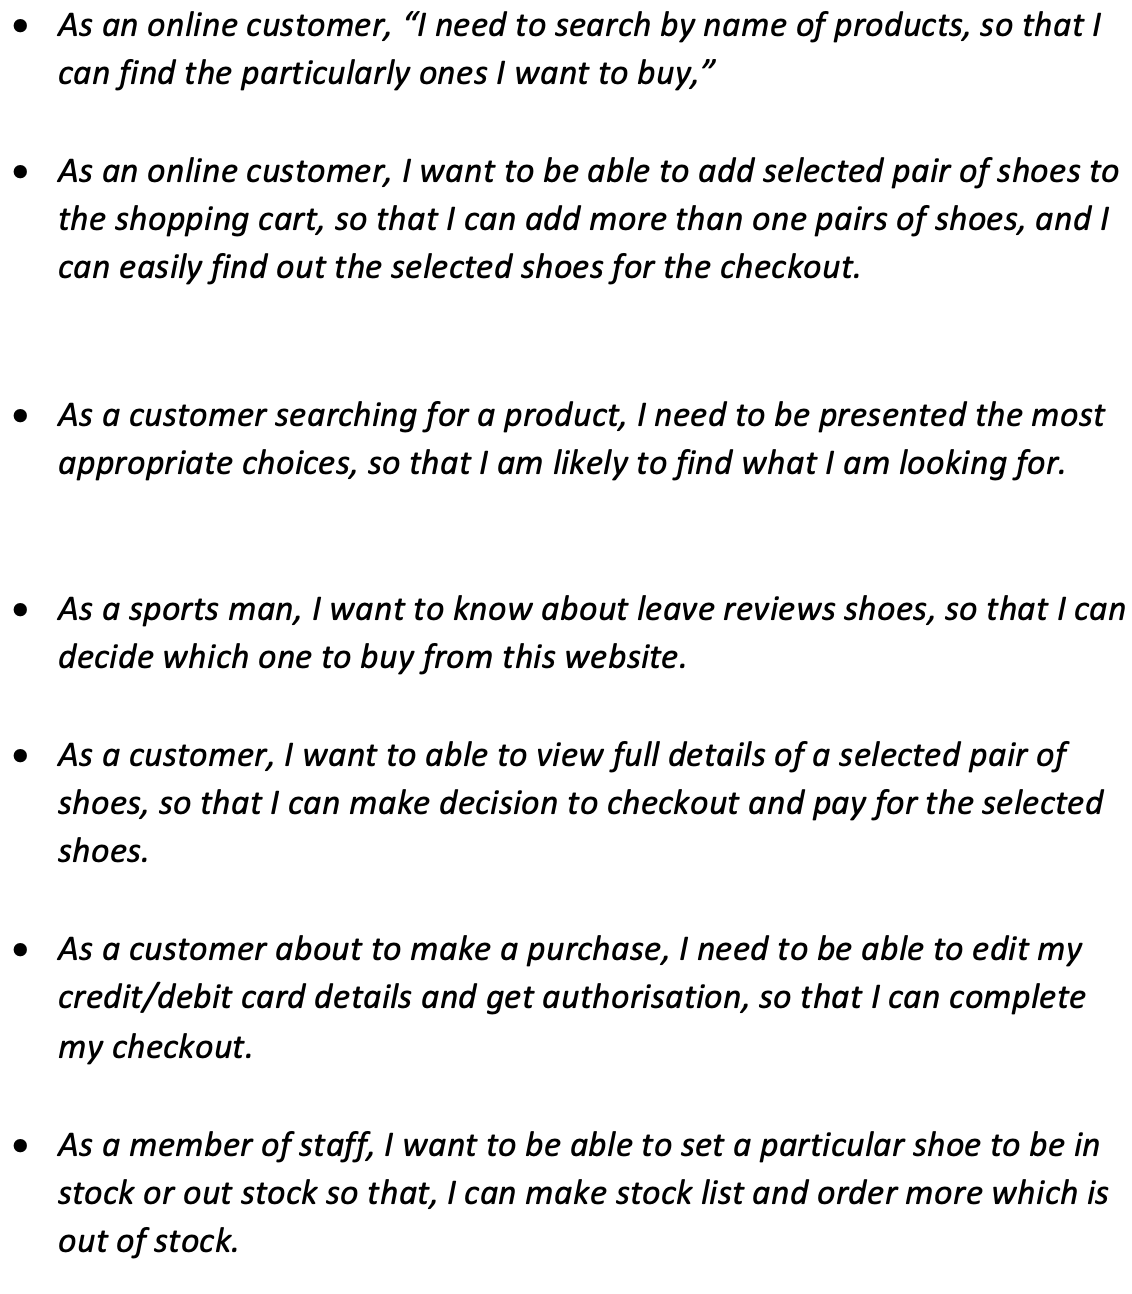 • As an online customer, “I need to search by name of products, so that I
can find the particularly ones I want to buy,”
• As an online customer, I want to be able to add selected pair of shoes to
the shopping cart, so that I can add more than one pairs of shoes, and I
can easily find out the selected shoes for the checkout.
• As a customer searching for a product, I need to be presented the most
appropriate choices, so that I am likely to find what I am looking for.
• As a sports man, I want to know about leave reviews shoes, so that I can
decide which one to buy from this website.
• As a customer, I want to able to view full details of a selected pair of
shoes, so that I can make decision to checkout and pay for the selected
shoes.
• As a customer about to make a purchase, I need to be able to edit my
credit/debit card details and get authorisation, so that I can complete
my checkout.
• As a member of staff, I want to be able to set a particular shoe to be in
stock or out stock so that, I can make stock list and order more which is
out of stock.